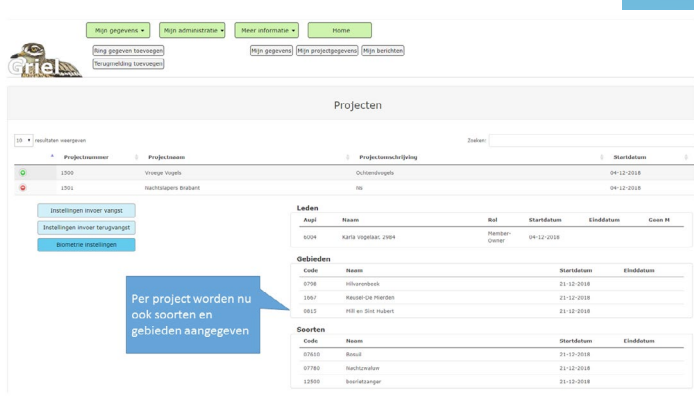 Mijn gegevens
Mijn administratie
Meer informatie
Home
Griel
Ring gegeven toevoegen
Terugmelding toevoegen
Mijn gegevens
Mijn projectgegevens
Mijn berichten
Projecten
10 resultaten weergeven
Zoeken:
Projectnummer Projectnaam Projectomschrijving Startdatum
1500 Vroege Vogels Ochtendvogels 04-12-2018
1501 Nachtslapers Brabant Ns 04-12-2018
Instellingen invoer vangst
Instellingen invoer terugvangst
Biometrie instellingen
Leden
Aupi Naam Rol Startdatum Einddatum Geen M
6004 Karla Vogelaar, 2984 Member-Owner 04-12-2018
Gebieden
Code Naam Startdatum Einddatum
0798 Hilvarenbeek 21-12-2018
1667 Reusel-De Mierden 21-12-2018
0815 Mill en Sint Hubert 21-12-2018
Per project worden nu
ook soorten en
gebieden aangegeven
Soorten
Code Naam Startdatum Einddatum
07610 Bosuil 21-12-2018
07780 Nachtzwaluw 21-12-2018
12590 21-12-2018